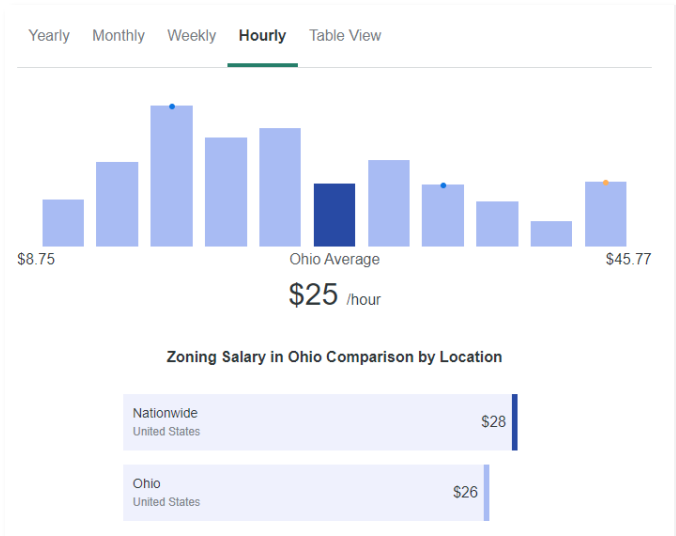 Yearly Monthly Weekly Hourly Table View
$8.75 Ohio Average $45.77
$25 /hour
Zoning Salary in Ohio Comparison by Location
Nationwide
United States
$28
Ohio
United States
$26